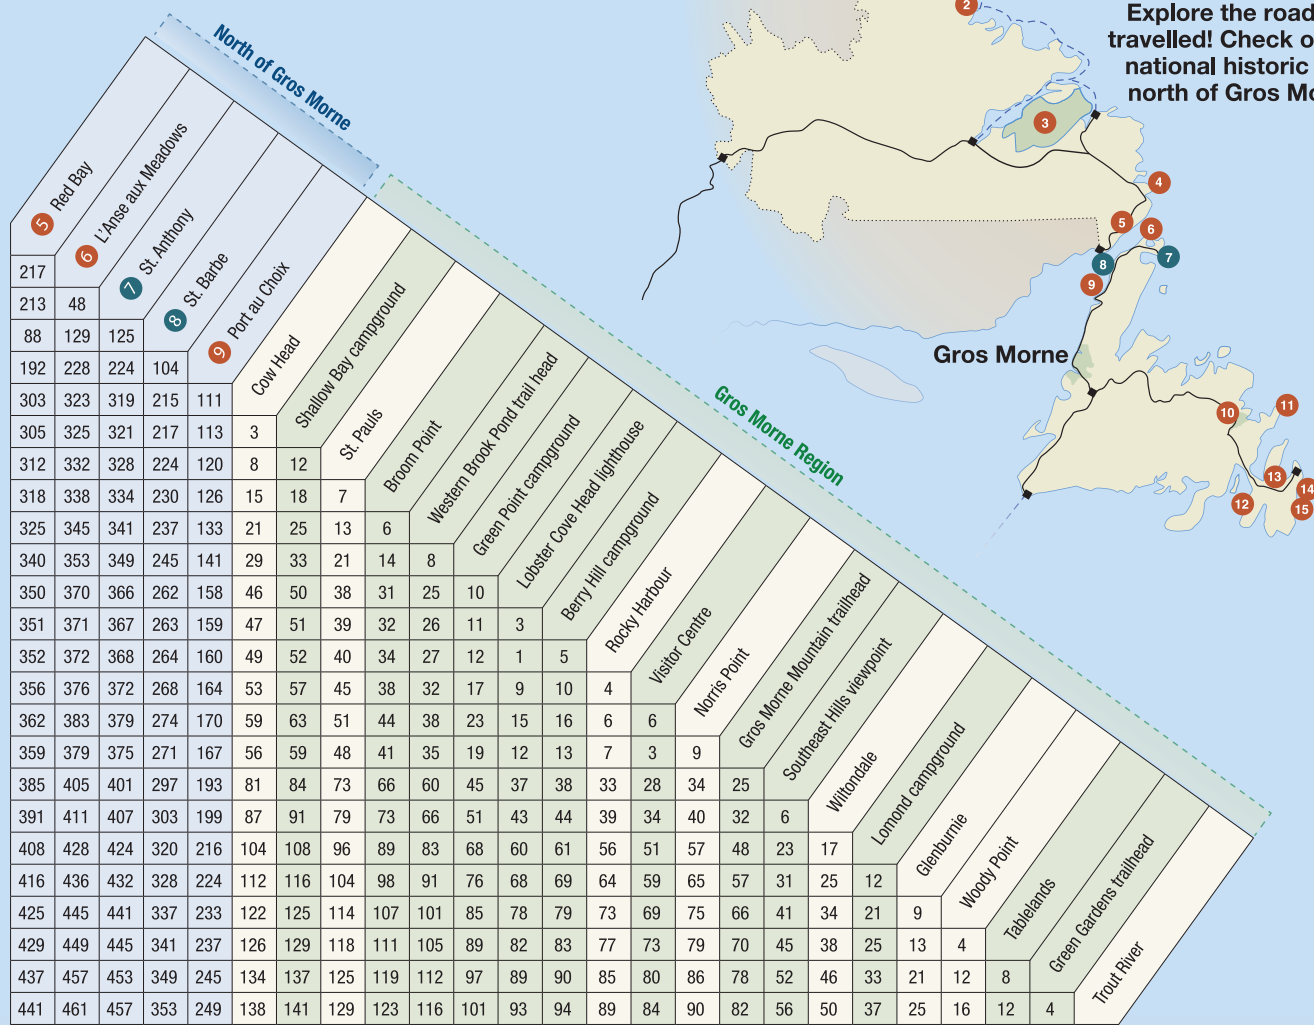 North of Gros Morne
Gros Morne Region
Explore the road
travelled! Check o
national historic
north of Gros Mo
2
3
4
5
6
7
8
9
Gros Morne
10
11
12
13
14
15
12
5 Red Bay
6 L'Anse aux Meadows
7 St. Anthony
8 St. Barbe
9 Port au Choix
Cow Head
Shallow Bay campground
St. Pauls
Broom Point
Western Brook Pond trail head
Green Point campground
Lobster Cove Head lighthouse
Berry Hill campground
Rocky Harbour
Visitor Centre
Norris Point
Gros Morne Mountain trailhead
Southeast Hills viewpoint
Wiltondale
Lomond campground
Glenburnie
Woody Point
Tablelands
Green Gardens trailhead
Trout River
217
213 48
88 129 125
192 228 224 104
303 323 319 215 111
305 325 321 217 113 3
312 332 328 224 120 8 12
318 338 334 230 126 15 18 7
325 345 341 237 133 21 25 13 6
340 353 349 245 141 29 33 21 14 8
350 370 366 262 158 46 50 38 31 25 10
351 371 367 263 159 47 51 39 32 26 11 3
352 372 368 264 160 49 52 40 34 27 12 1 5
356 376 372 268 164 53 57 45 38 32 17 9 10 4
362 383 379 274 170 59 63 51 44 38 23 15 16 6 6
359 379 375 271 167 56 59 48 41 35 19 12 13 7 3 9
385 405 401 297 193 81 84 73 66 60 45 37 38 33 28 34 25
391 411 407 303 199 87 91 79 73 66 51 43 44 39 34 40 32 6
408 428 424 320 216 104 108 96 89 83 68 60 61 56 51 57 48 23 17
416 436 432 328 224 112 116 104 98 91 76 68 69 64 59 65 57 31 25 12
425 445 441 337 233 122 125 114 107 101 85 78 79 73 69 75 66 41 34 21 9
429 449 445 341 237 126 129 118 111 105 89 82 83 77 73 79 70 45 38 25 13 4
437 457 453 349 245 134 137 125 119 112 97 89 90 85 80 86 78 52 46 33 21 12 8
441 461 457 353 249 138 141 129 123 116 101 93 94 89 84 90 82 56 50 37 25 16 12 4